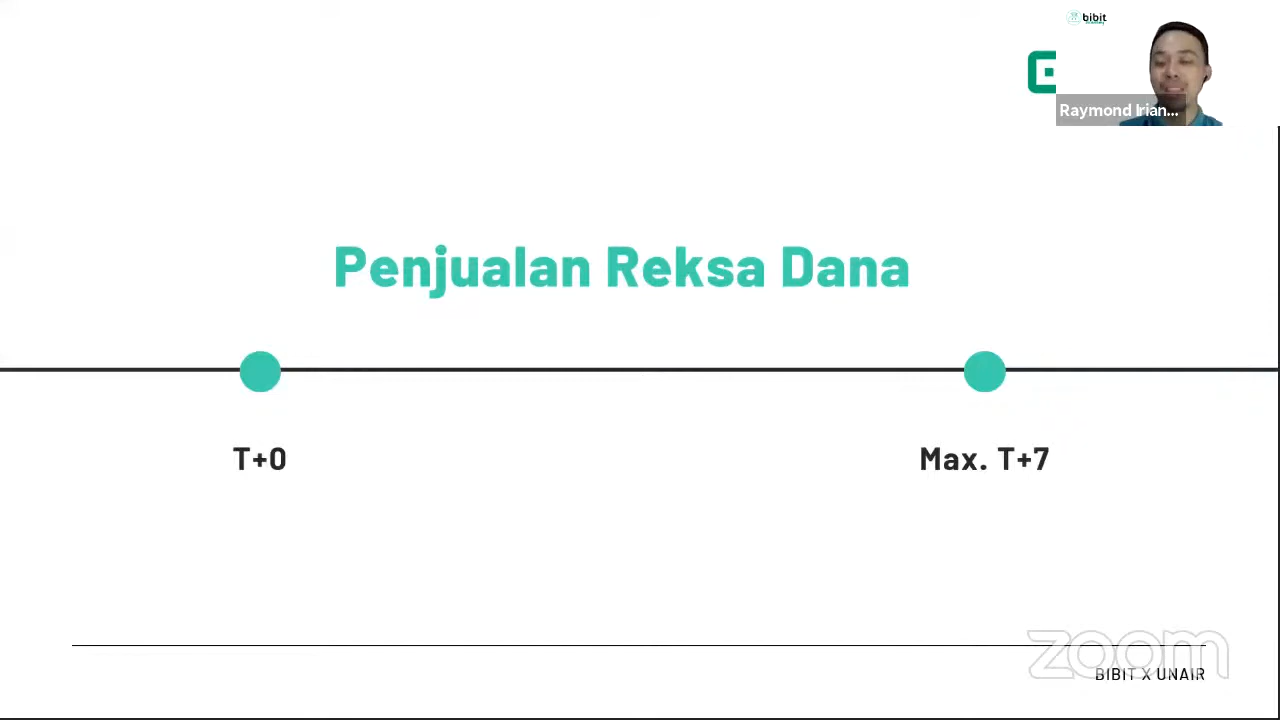 bibit
Raymond Irian...
Penjualan Reksa Dana
T+0
Max. T+7
zoom
BIBIT X UNAIR